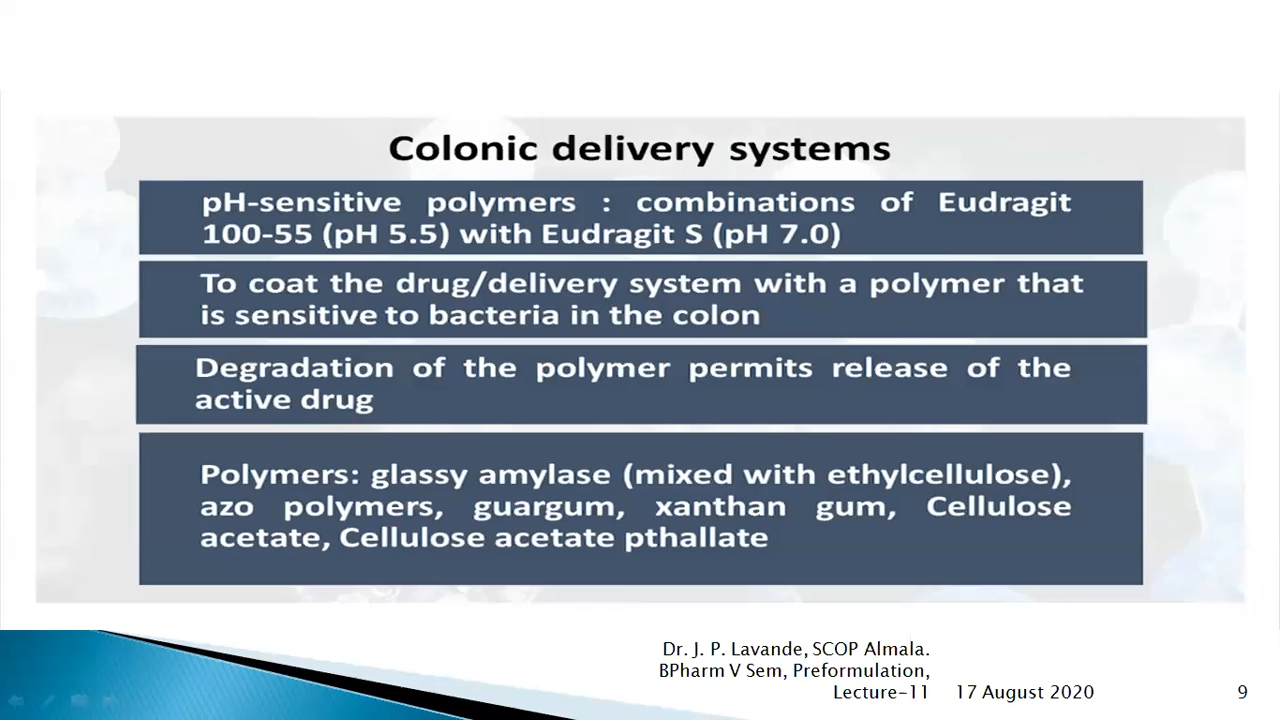 Colonic delivery systems
pH-sensitive polymers : combinations of Eudragit
100-55 (pH 5.5) with Eudragit S (pH 7.0)
To coat the drug/delivery system with a polymer that
is sensitive to bacteria in the colon
Degradation of the polymer permits release of the
active drug
Polymers: glassy amylase (mixed with ethylcellulose),
azo polymers, guargum, xanthan gum, Cellulose
acetate, Cellulose acetate pthallate
Dr. J. P. Lavande, SCOP Almala.
BPharm V Sem, Preformulation,
Lecture-11 17 August 2020 9